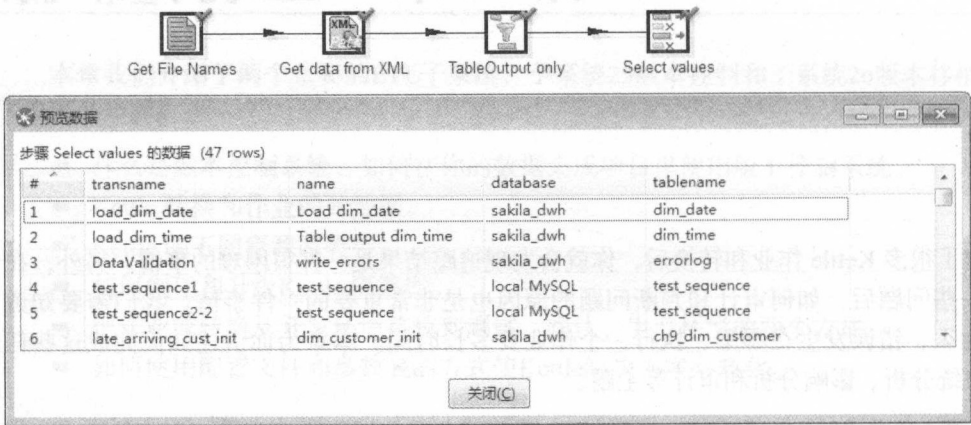 Get File Names Get data from XML TableOutput only Select values
预览数据
步骤 Select values 的数据 (47 rows)
# transname name database tablename
1 load_dim_date Load dim_date sakila_dwh dim_date
2 load_dim_time Table output dim_time sakila_dwh dim_time
3 DataValidation write_errors sakila_dwh errorlog
4 test_sequence1 test_sequence local MySQL test_sequence
5 test_sequence2-2 test_sequence local MySQL test_sequence
6 late_arriving_cust_init dim_customer_init sakila_dwh ch9_dim_customer
关闭(C)